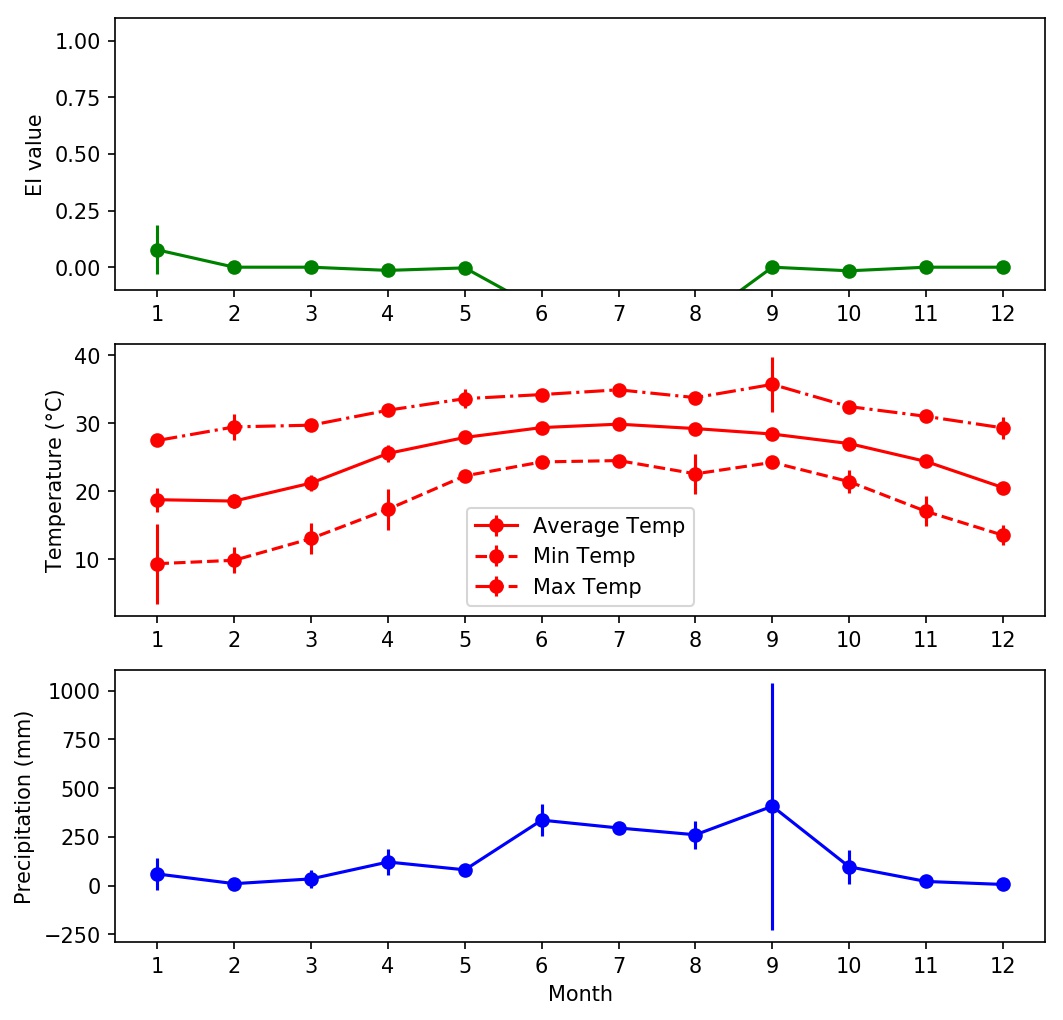 EI value
1.00
0.75
0.50
0.25
0.00
1 2 3 4 5 6 7 8 9 10 11 12
Temperature (°C)
40
30
20
10
Average Temp
Min Temp
Max Temp
1 2 3 4 5 6 7 8 9 10 11 12
Precipitation (mm)
1000
750
500
250
0
−250
1 2 3 4 5 6 7 8 9 10 11 12
Month